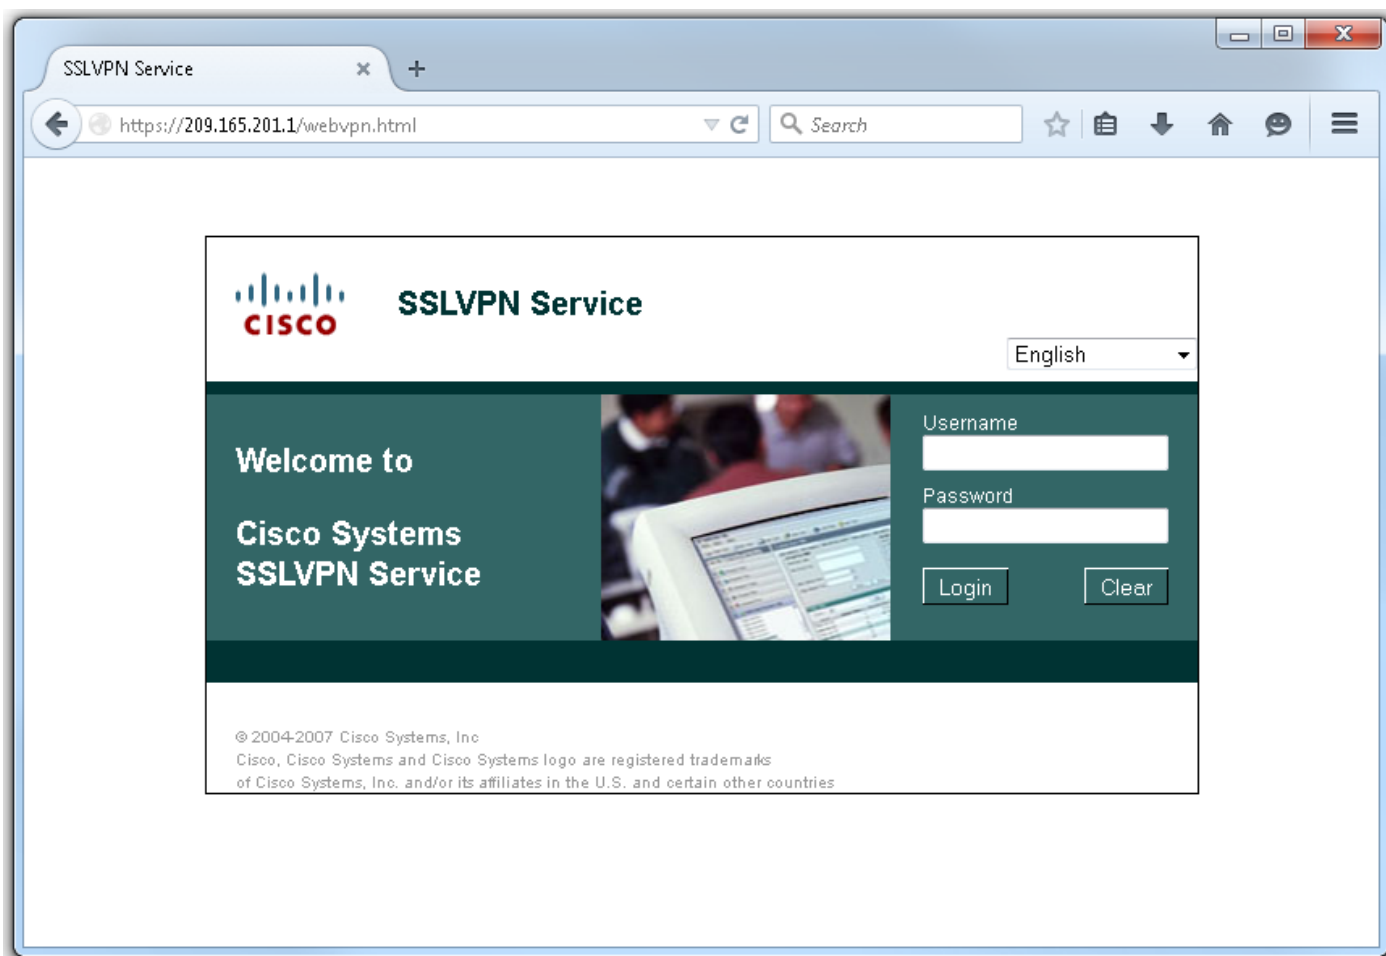 SSLVPN Service
https://209.165.201.1/webvpn.html
Search
CISCO
SSLVPN Service
English
Welcome to
Cisco Systems
SSLVPN Service
Username
Password
Login
Clear
© 2004-2007 Cisco Systems, Inc
Cisco, Cisco Systems and Cisco Systems logo are registered trademarks
of Cisco Systems, Inc. and/or its affiliates in the U.S. and certain other countries